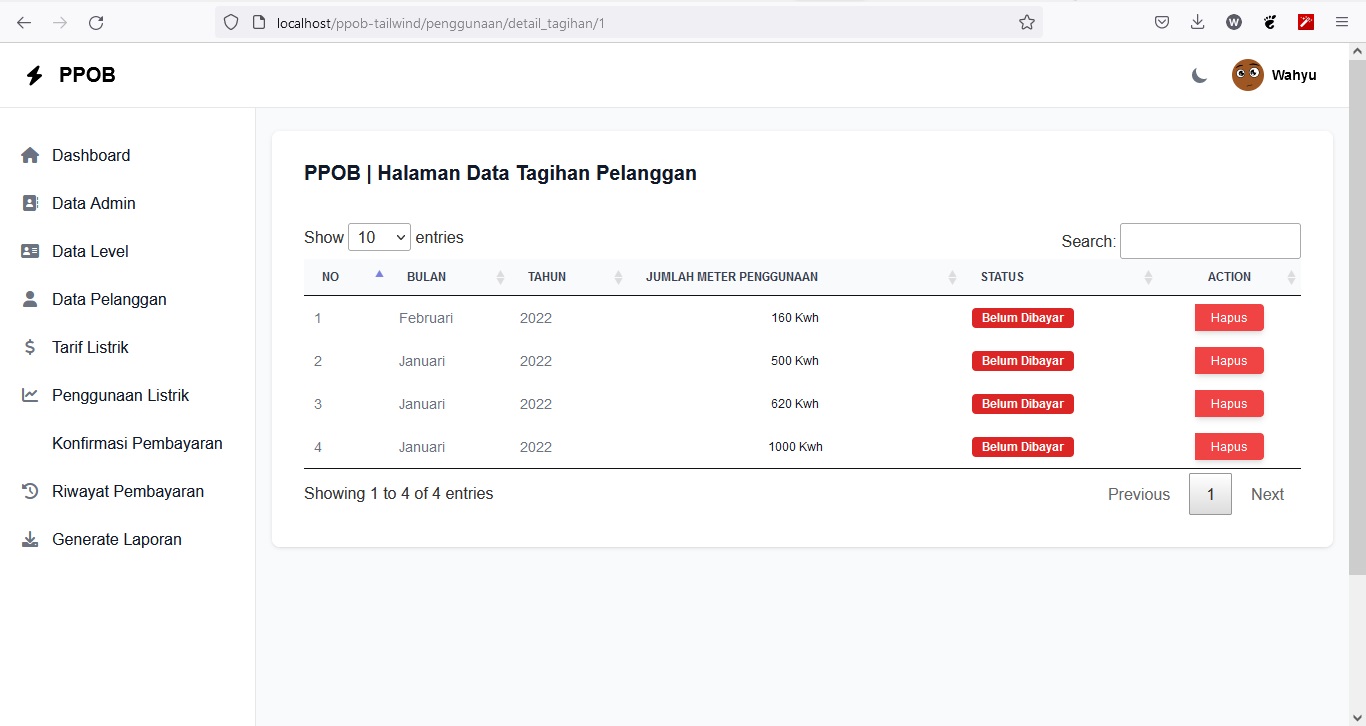 localhost/ppob-tailwind/penggunaan/detail_tagihan/1
W
PPOB
Wahyu
Dashboard
Data Admin
Data Level
Data Pelanggan
Tarif Listrik
Penggunaan Listrik
Konfirmasi Pembayaran
Riwayat Pembayaran
Generate Laporan
PPOB | Halaman Data Tagihan Pelanggan
Show 10 entries
Search:
NO BULAN TAHUN JUMLAH METER PENGGUNAAN STATUS ACTION
1 Februari 2022 160 Kwh Belum Dibayar Hapus
2 Januari 2022 500 Kwh Belum Dibayar Hapus
3 Januari 2022 620 Kwh Belum Dibayar Hapus
4 Januari 2022 1000 Kwh Belum Dibayar Hapus
Showing 1 to 4 of 4 entries
Previous 1 Next